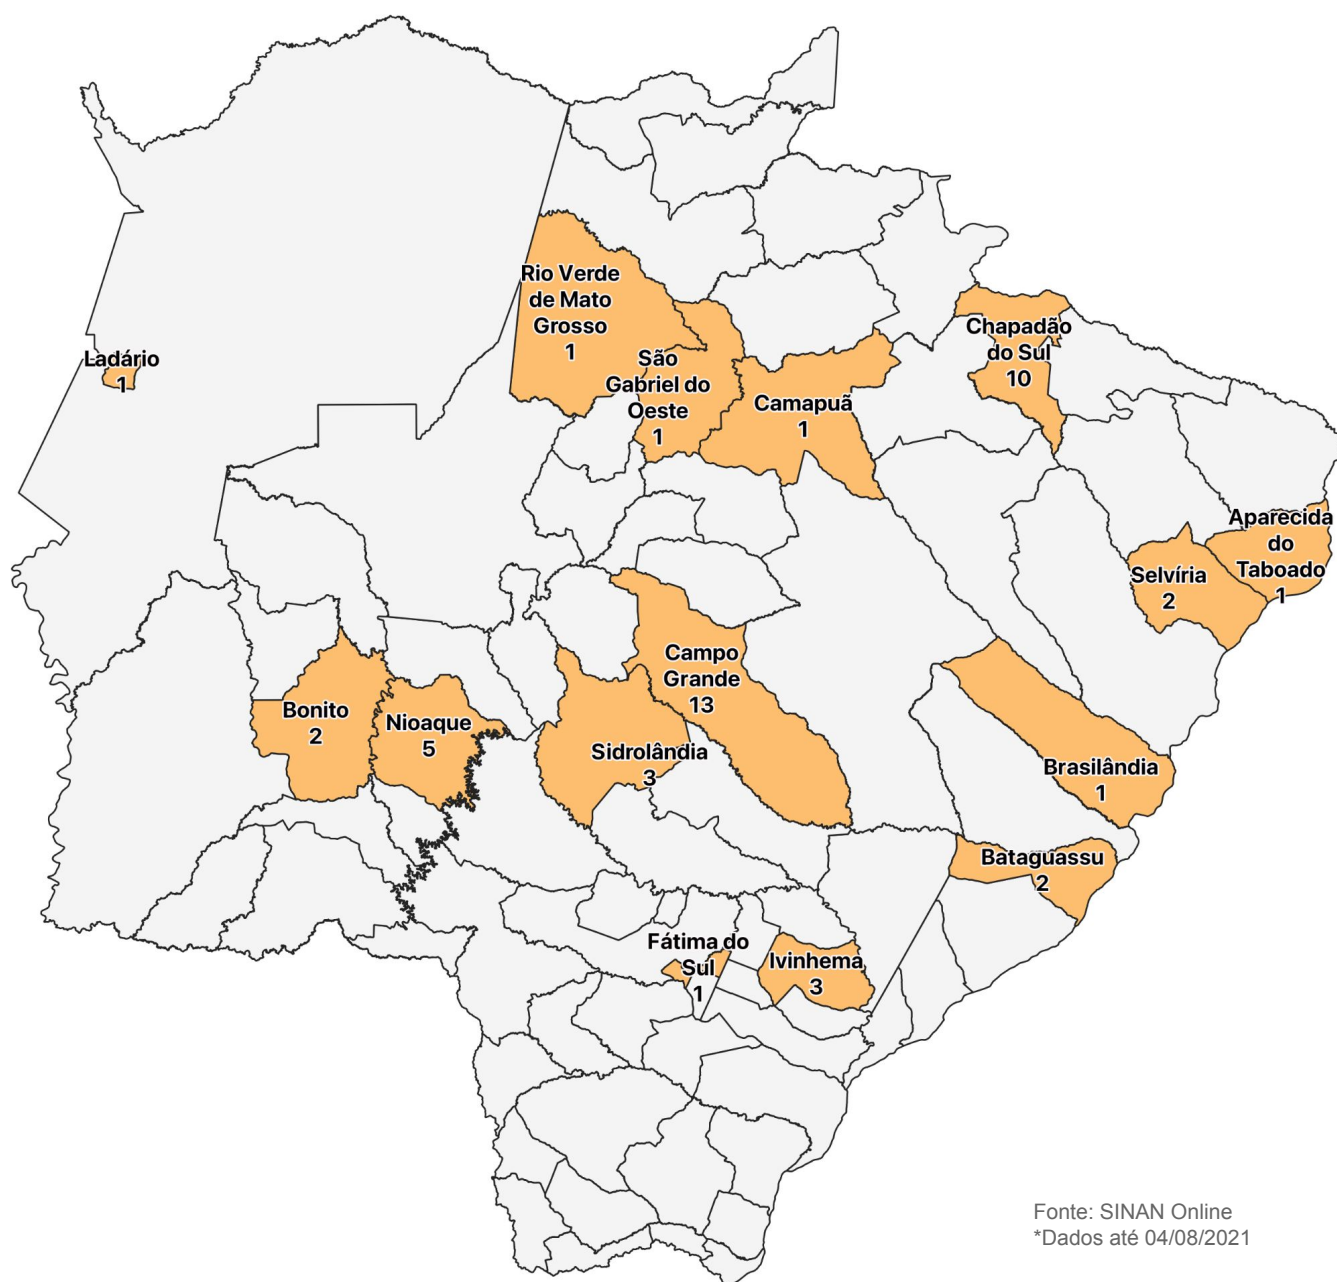 Rio Verde
de Mato
Grosso
1
Ladário
1
São
Gabriel do
Oeste
1
Camapuã
1
Chapadão
do Sul
10
Aparecida
do
Taboado
1
Selvíria
2
Campo
Grande
13
Bonito
2
Nioaque
5
Sidrolândia
3
Brasilândia
1
Bataguassu
2
Fátima do
Sul
1
Ivinhema
3
Fonte: SINAN Online
*Dados até 04/08/2021